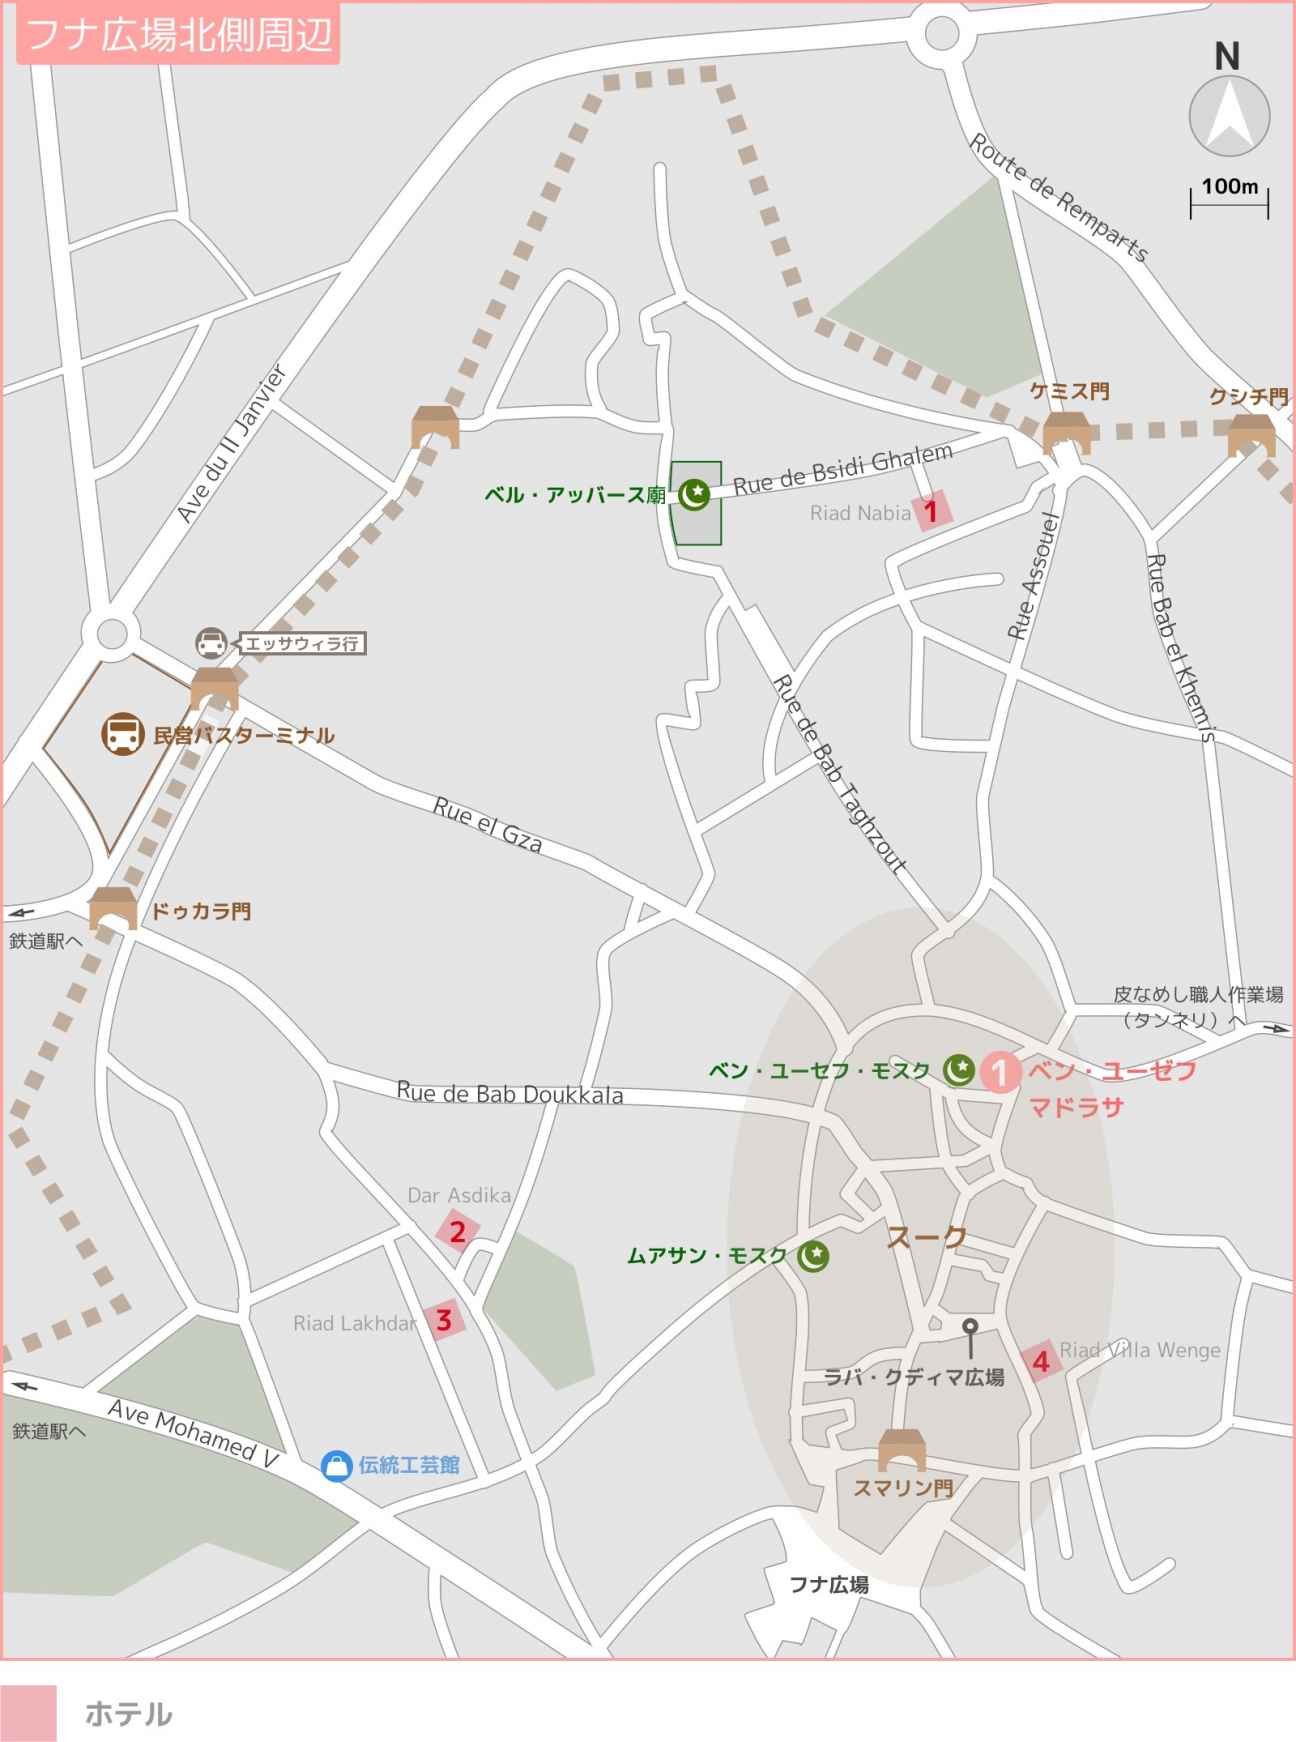 フナ広場北側周辺
N
100m
Route de Remparts
Ave du 11 Janvier
ケミス門
クシチ門
Rue de Bsidi Ghalem
ベル・アッバース廟
Riad Nabia
1
Rue Assouel
Rue Bab el Khemis
エッサウィラ行
民営バスターミナル
Rue de Bab Taghzout
Rue el Gza
ドゥカラ門
鉄道駅へ
皮なめし職人作業場
(タンネリ)へ
ベン・ユーセフ・モスク
1
ベン・ユーゼフ
マドラサ
Rue de Bab Doukkala
Dar Asdika
2
スーク
ムアサン・モスク
Riad Lakhdar
3
Riad Villa Wenge
4
ラバ・クディマ広場
鉄道駅へ
Ave Mohamed V
伝統工芸館
スマリン門
フナ広場
ホテル